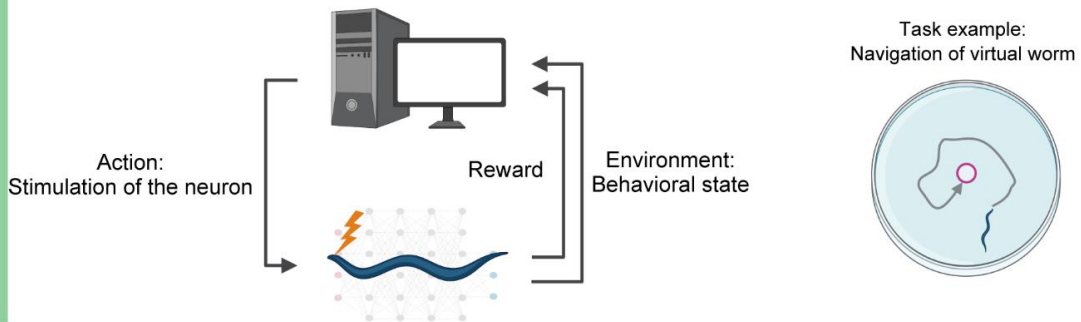 Task example:
Navigation of virtual worm
Action:
Stimulation of the neuron
Reward
Environment:
Behavioral state